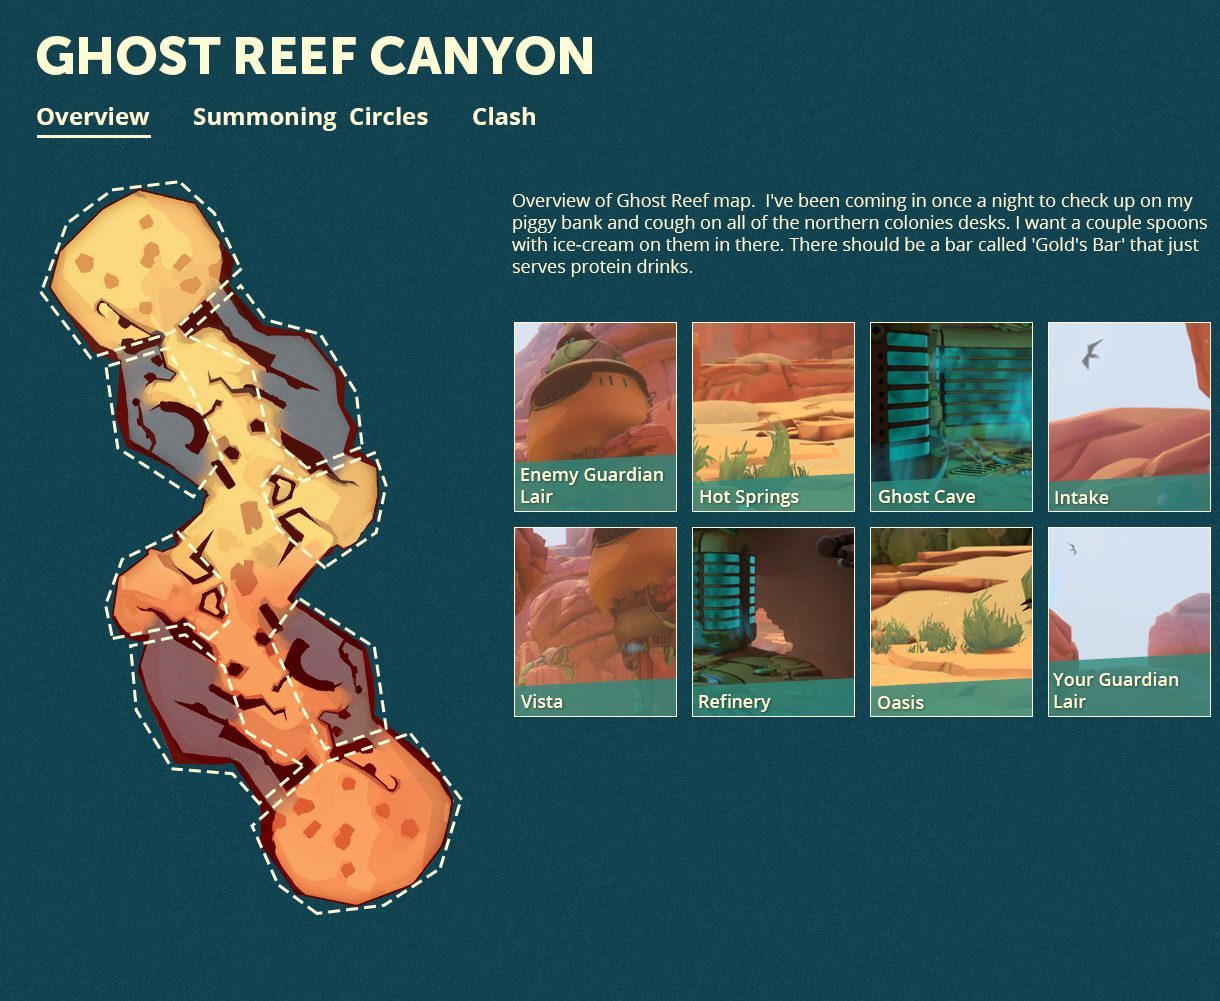 GHOST REEF CANYON
Overview Summoning Circles Clash
Overview of Ghost Reef map. I've been coming in once a night to check up on my
piggy bank and cough on all of the northern colonies desks. I want a couple spoons
with ice-cream on them in there. There should be a bar called 'Gold's Bar' that just
serves protein drinks.
Enemy Guardian
Lair
Hot Springs
Ghost Cave
Intake
Vista
Refinery
Oasis
Your Guardian
Lair